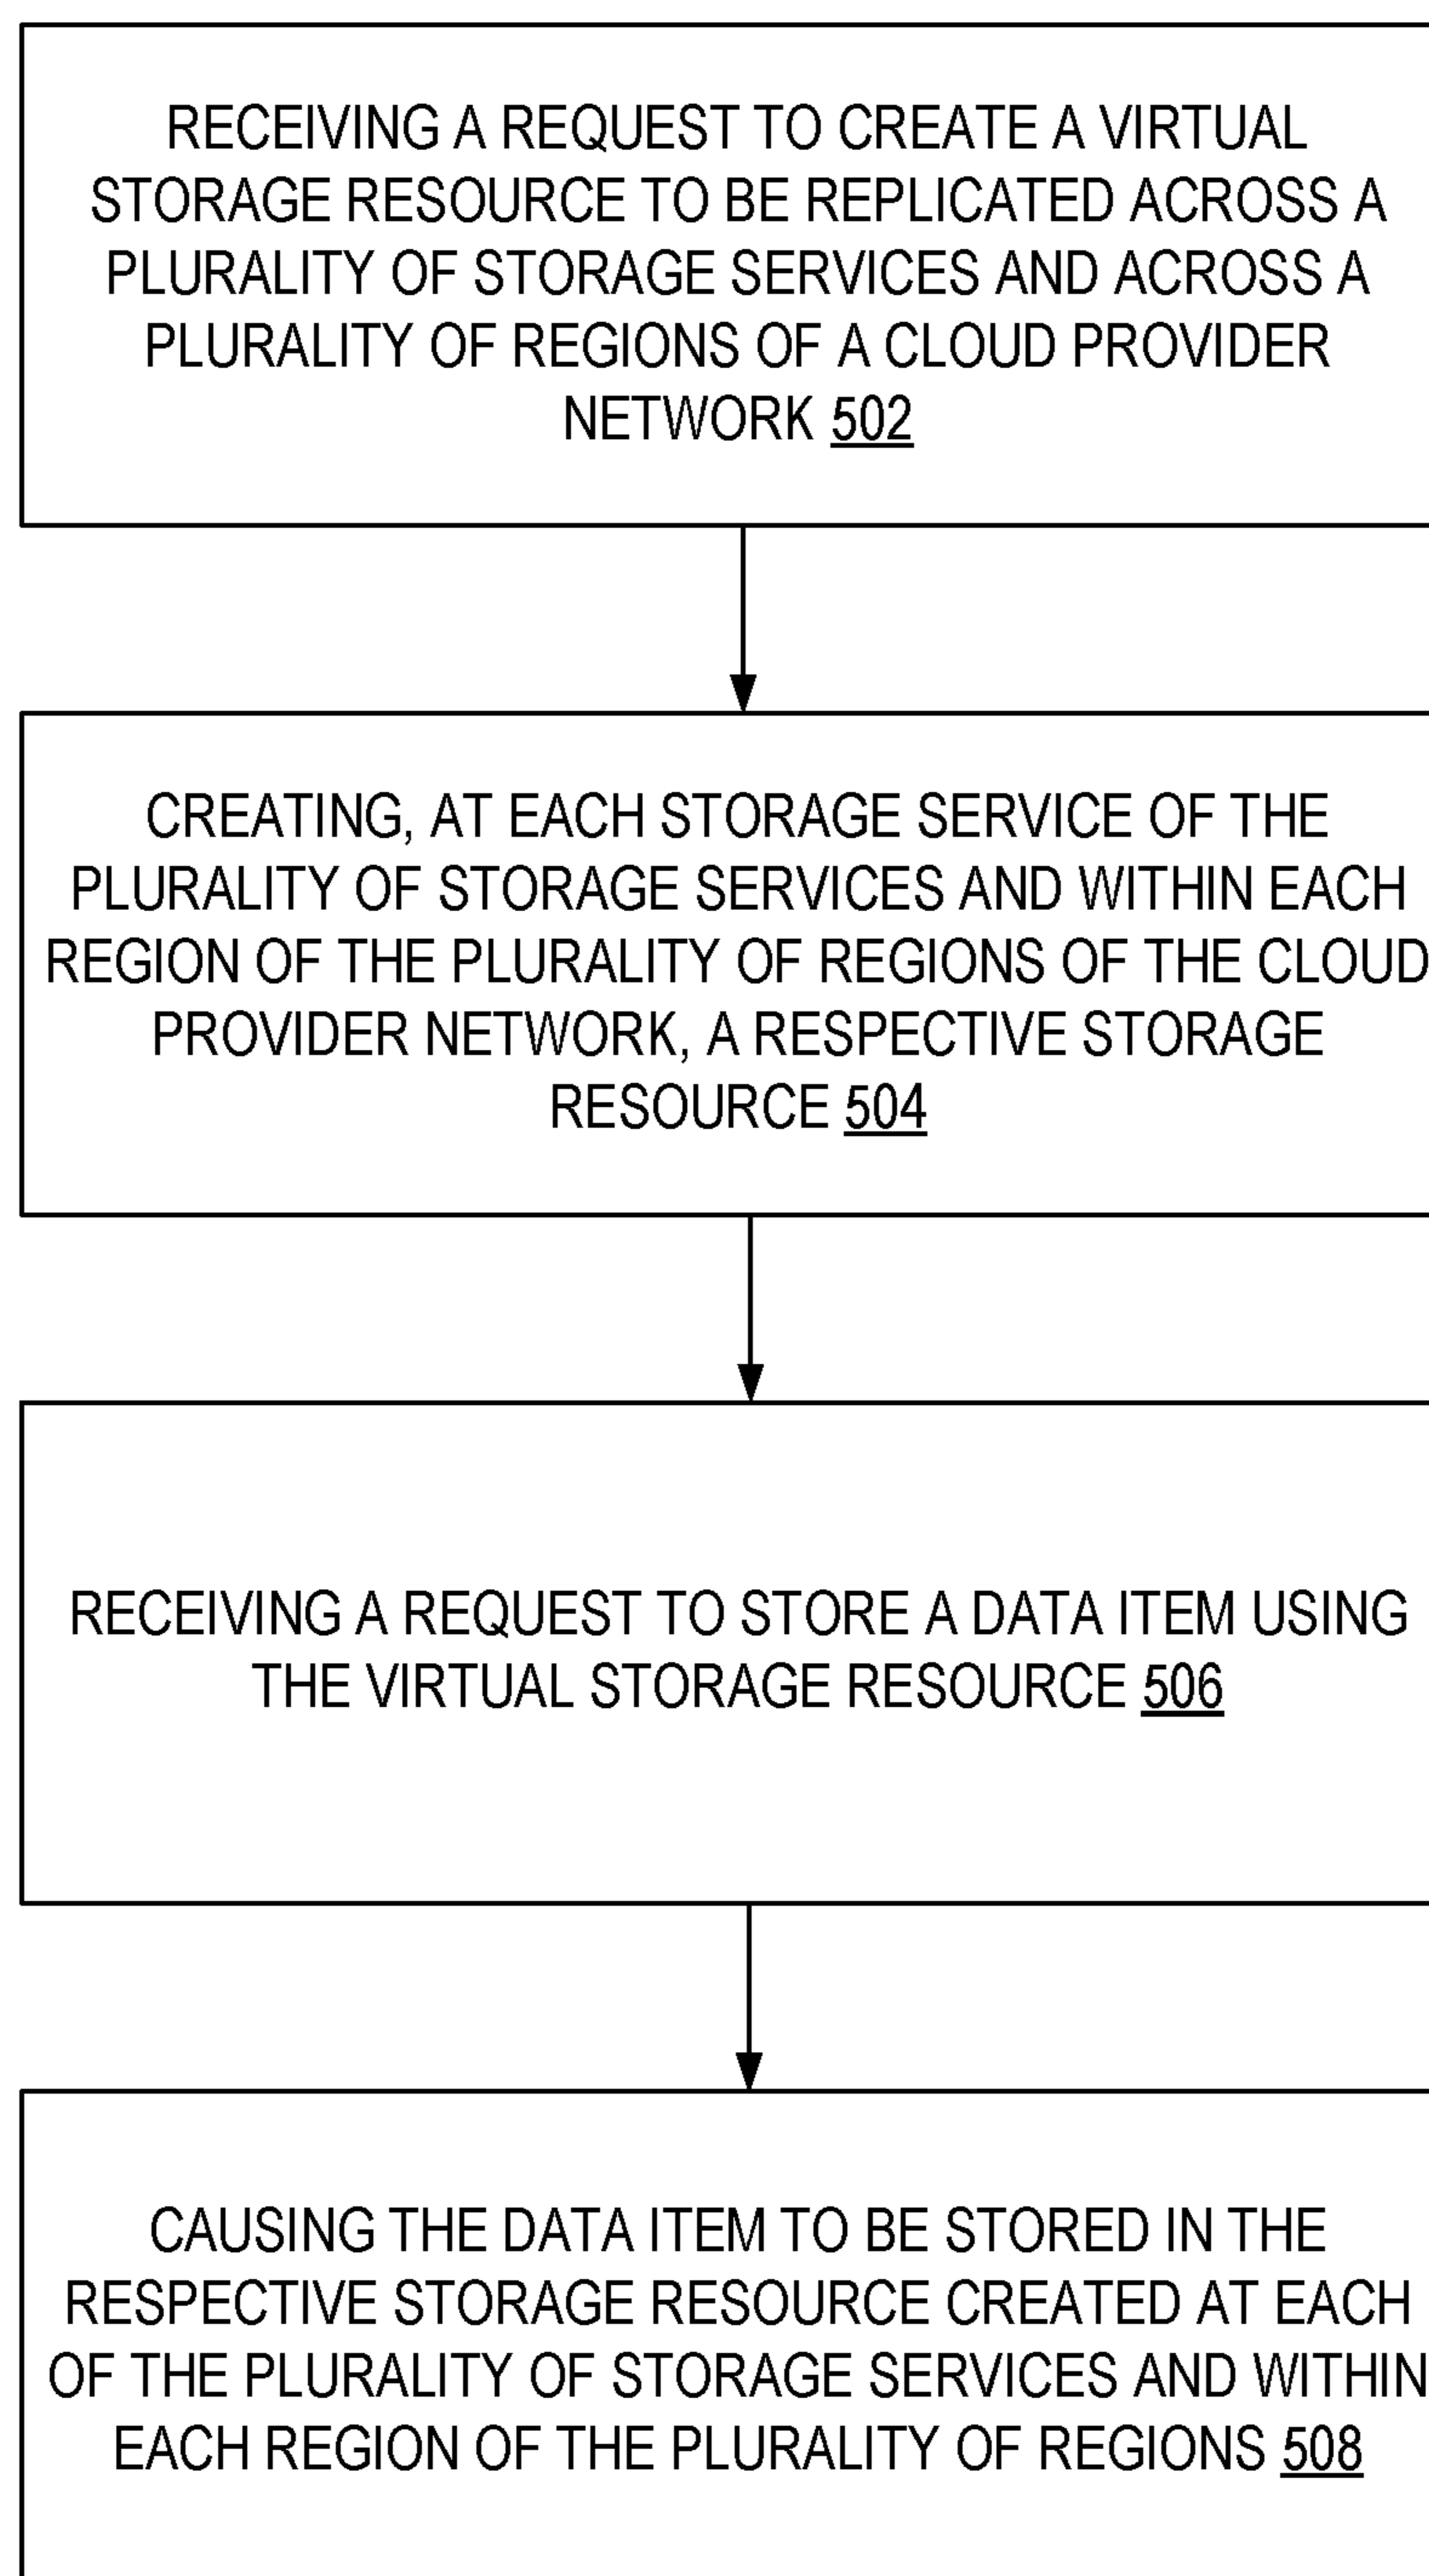 RECEIVING A REQUEST TO CREATE A VIRTUAL
STORAGE RESOURCE TO BE REPLICATED ACROSS A
PLURALITY OF STORAGE SERVICES AND ACROSS A
PLURALITY OF REGIONS OF A CLOUD PROVIDER
NETWORK 502
CREATING, AT EACH STORAGE SERVICE OF THE
PLURALITY OF STORAGE SERVICES AND WITHIN EACH
REGION OF THE PLURALITY OF REGIONS OF THE CLOUD
PROVIDER NETWORK, A RESPECTIVE STORAGE
RESOURCE 504
RECEIVING A REQUEST TO STORE A DATA ITEM USING
THE VIRTUAL STORAGE RESOURCE 506
CAUSING THE DATA ITEM TO BE STORED IN THE
RESPECTIVE STORAGE RESOURCE CREATED AT EACH
OF THE PLURALITY OF STORAGE SERVICES AND WITHIN
EACH REGION OF THE PLURALITY OF REGIONS 508